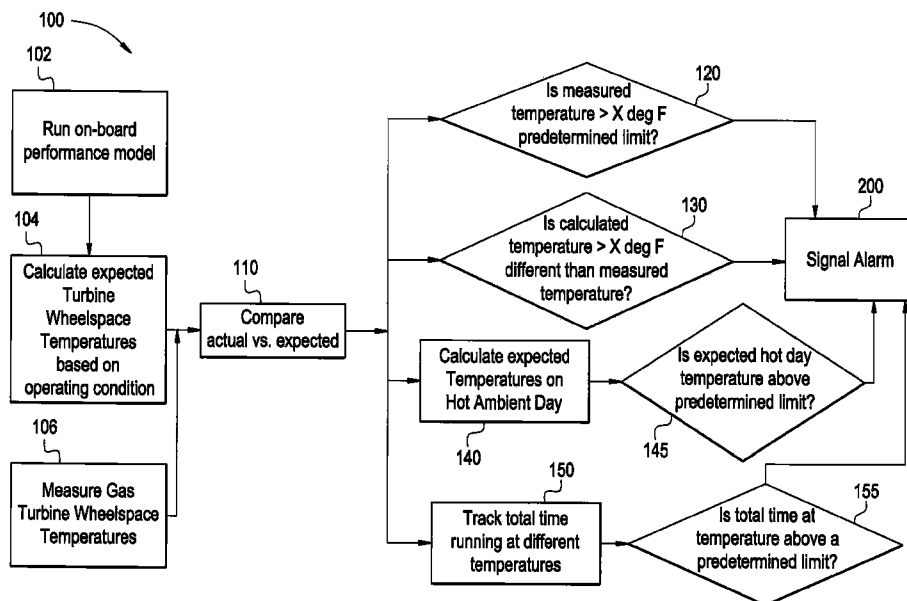 100
102
Run on-board
performance model
104
Calculate expected
Turbine
Wheelspace
Temperatures
based on
operating condition
106
Measure Gas
Turbine Wheelspace
Temperatures
110
Compare
actual vs. expected
120
Is measured
temperature > X deg F
predetermined limit?
130
Is calculated
temperature > X deg F
different than measured
temperature?
140
Calculate expected
Temperatures on
Hot Ambient Day
145
Is expected hot day
temperature above
predetermined limit?
150
Track total time
running at different
temperatures
155
Is total time at
temperature above a
predetermined limit?
200
Signal Alarm